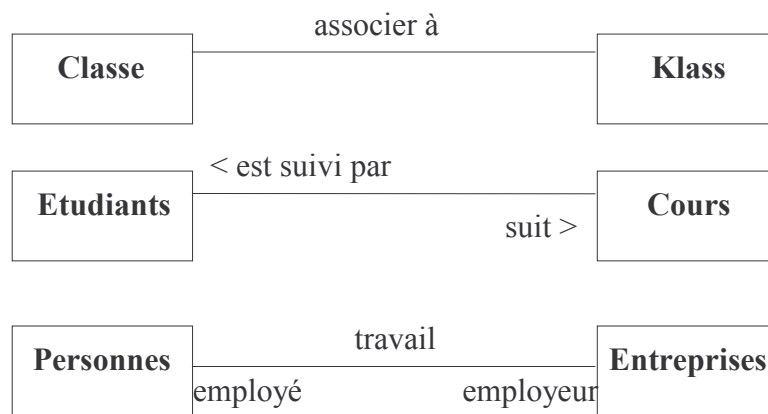 associer à
Classe
Klass
< est suivi par
Etudiants
Cours
suit >
travail
Personnes
Entreprises
employé
employeur